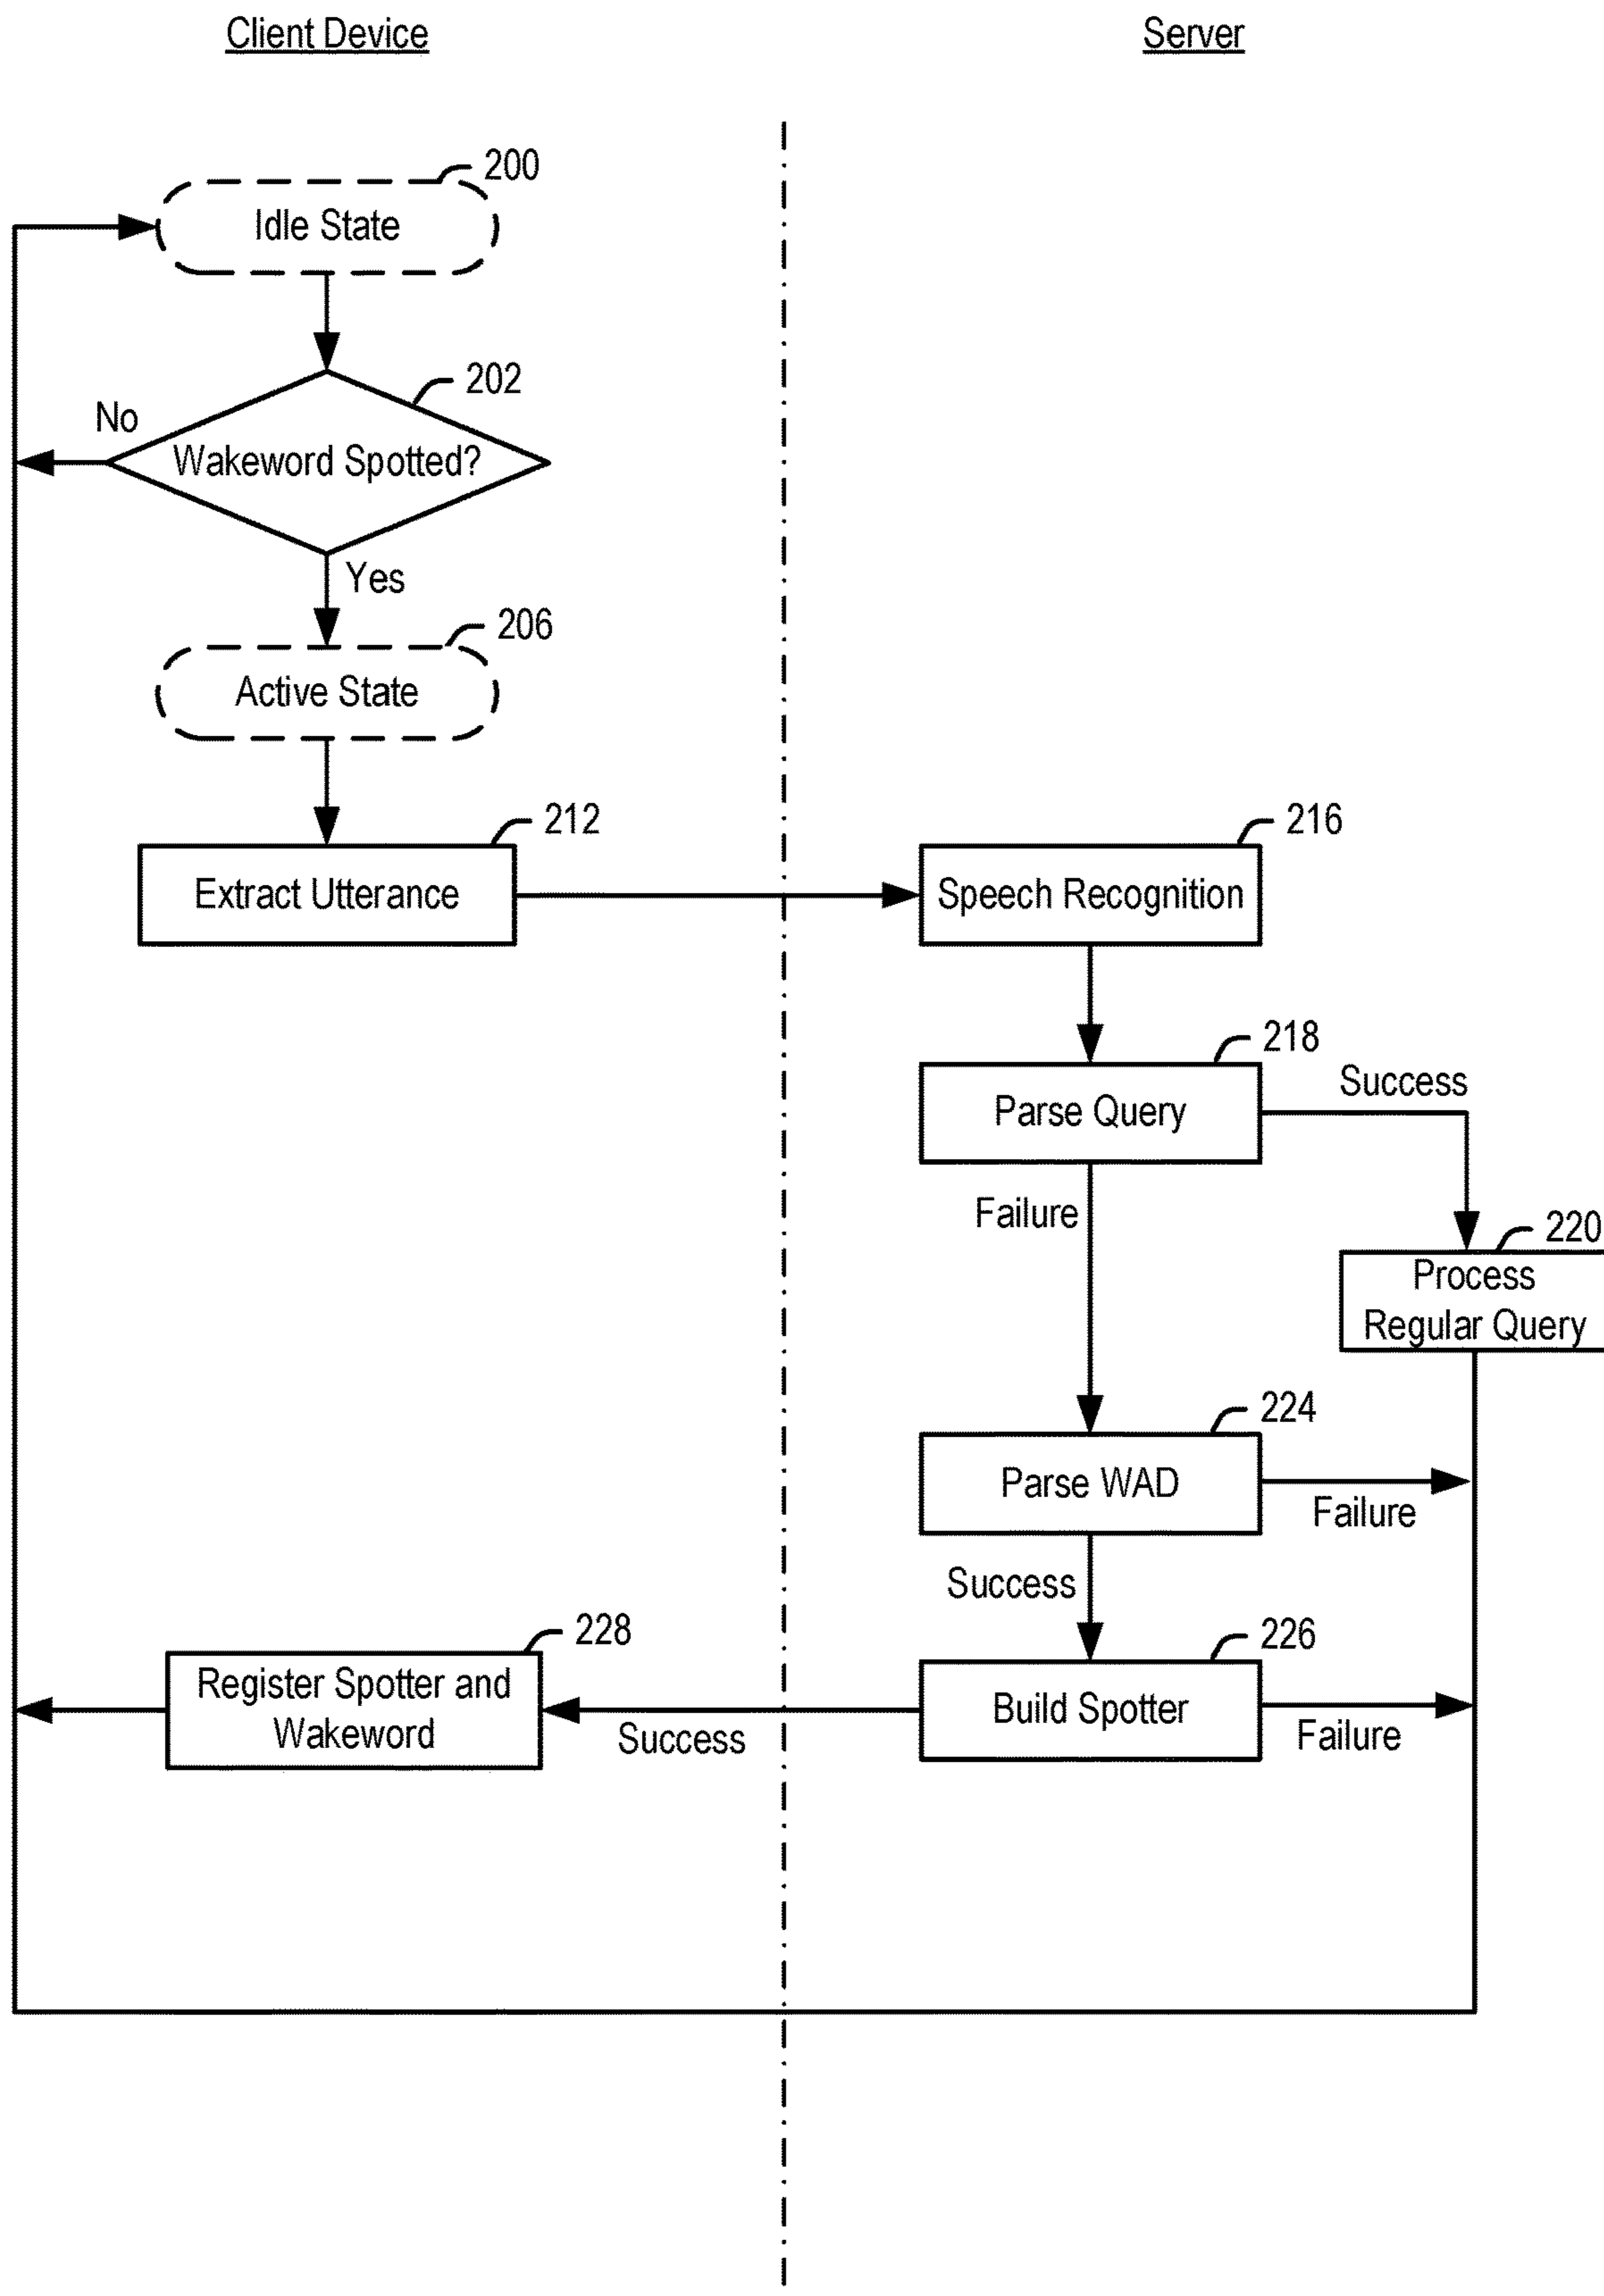 Client Device
Server
200
Idle State
202
No
Wakeword Spotted?
Yes
206
Active State
212
216
Extract Utterance
Speech Recognition
218
Success
Parse Query
Failure
220
Process
Regular Query
224
Parse WAD
Failure
Success
228
226
Register Spotter and
Wakeword
Build Spotter
Success
Failure